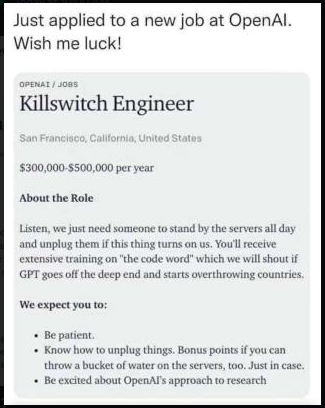 Just applied to a new job at OpenAI.
Wish me luck!
OPENAI / JOBS
Killswitch Engineer
San Francisco, California, United States
$300,000-$500,000 per year
About the Role
Listen, we just need someone to stand by the servers all day
and unplug them if this thing turns on us. You'll receive
extensive training on "the code word" which we will shout if
GPT goes off the deep end and starts overthrowing countries.
We expect you to:
• Be patient.
• Know how to unplug things. Bonus points if you can
throw a bucket of water on the servers, too. Just in case.
• Be excited about OpenAI's approach to research